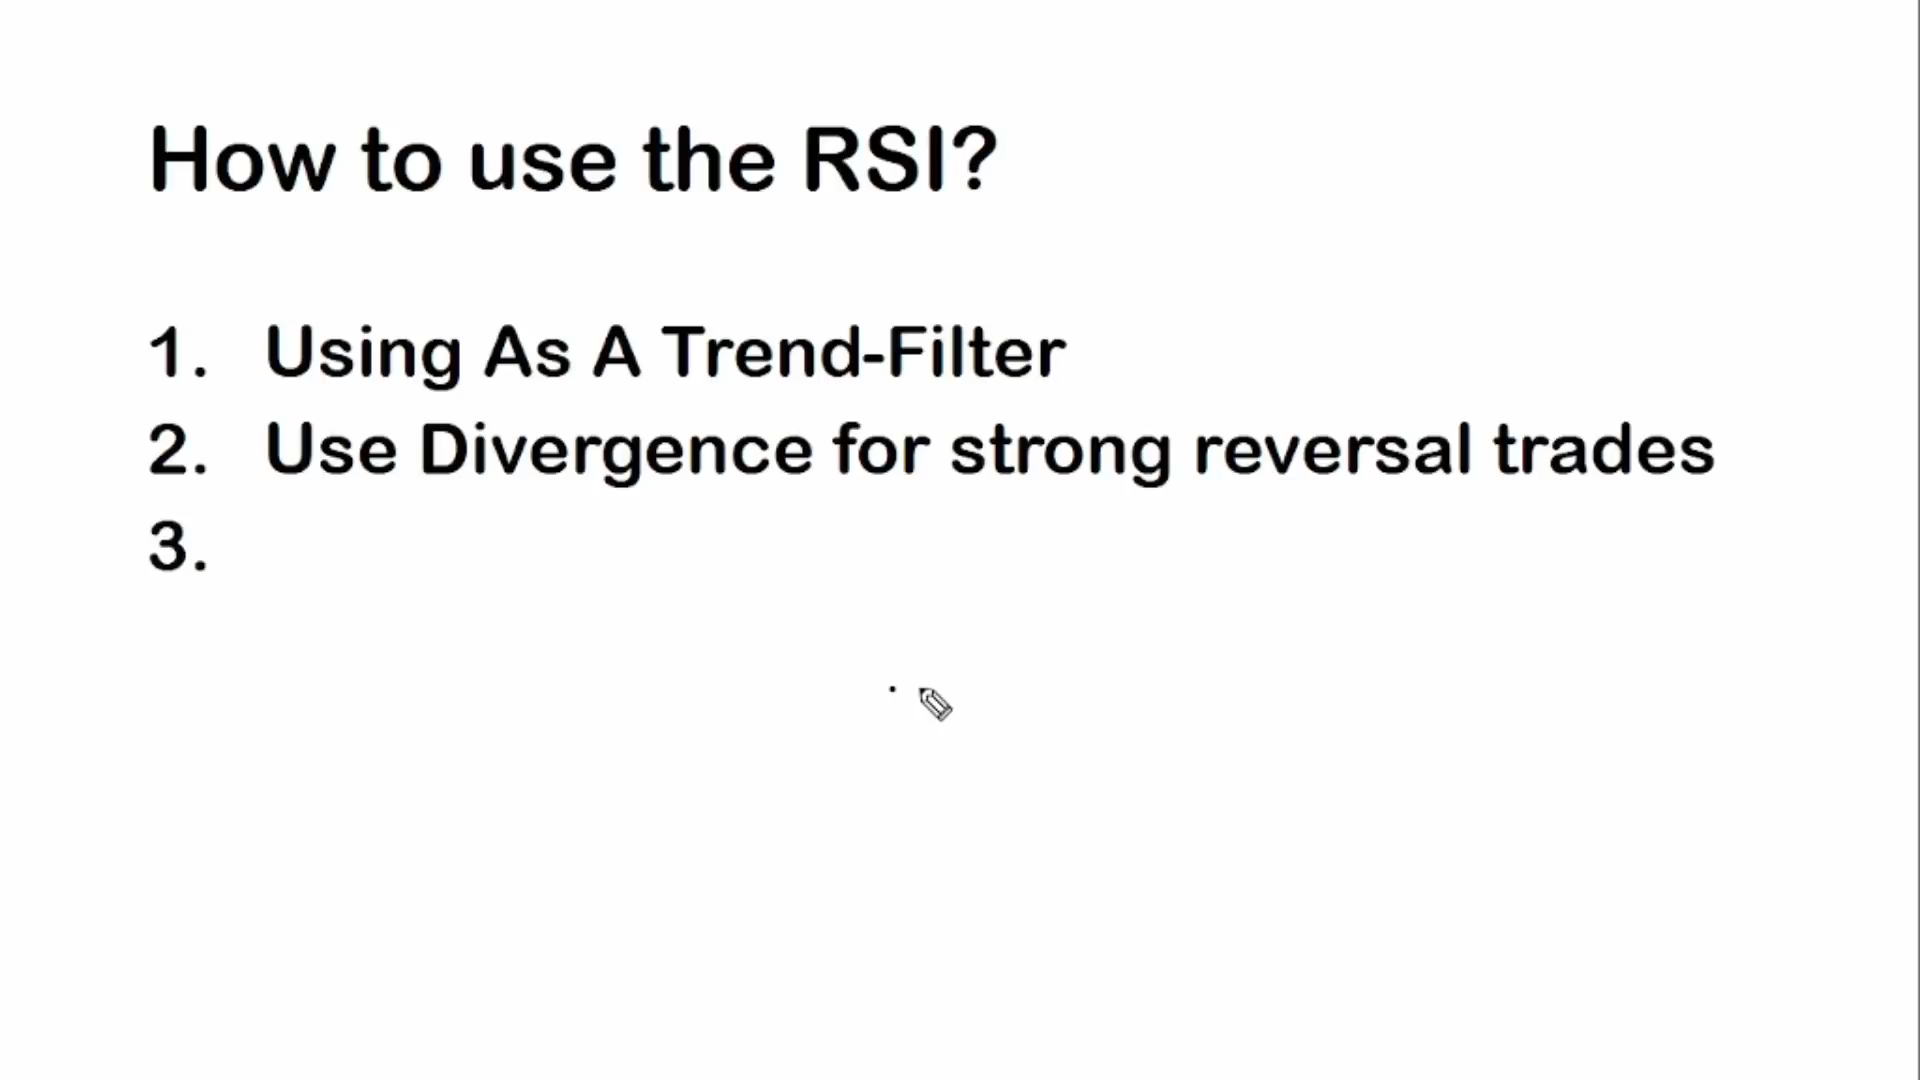 How to use the RSI?
1. Using As A Trend-Filter
2. Use Divergence for strong reversal trades
3.